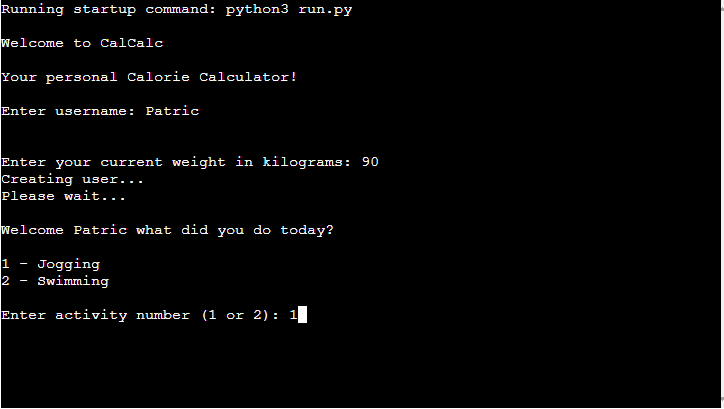 Running startup command: python3 run.py
Welcome to CalCalc
Your personal Calorie Calculator!
Enter username: Patric
Enter your current weight in kilograms: 90
Creating user...
Please wait...
Welcome Patric what did you do today?
1 - Jogging
2 - Swimming
Enter activity number (1 or 2): 1